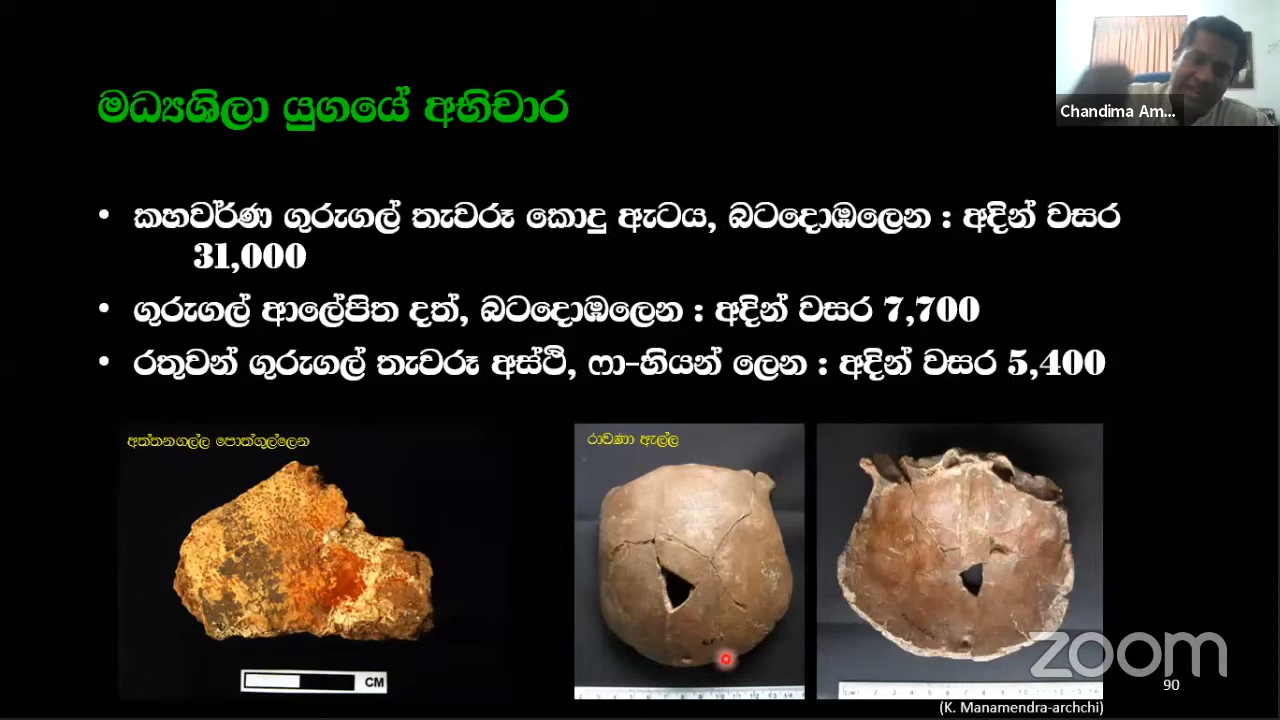 Chandima Am...
මධ්‍යශිලා යුගයේ අභිචාර
• කහවර්ණ ගුරුගල් තැවරූ කොදු ඇටය, බටදොඹලෙන : අදින් වසර
31,000
• ගුරුගල් ආලේපිත දත්, බටදොඹලෙන : අදින් වසර 7,700
• රතුවන් ගුරුගල් තැවරූ අස්ථි, ෆා-හියන් ලෙන : අදින් වසර 5,400
අත්තනගල්ල පොත්ගුල්ලෙන
රාවණා ඇල්ල
CM
zoom
90
(K. Manamendra-archchi)